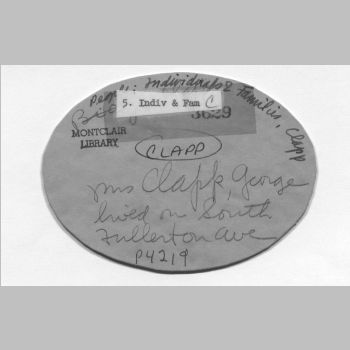 People: Individuals & Families, Clapp
5. Indiv & Fam C
3629
MONTCLAIR
LIBRARY
CLAPP
Mrs Clapp, George
lived on South
Fullerton Ave
P4219